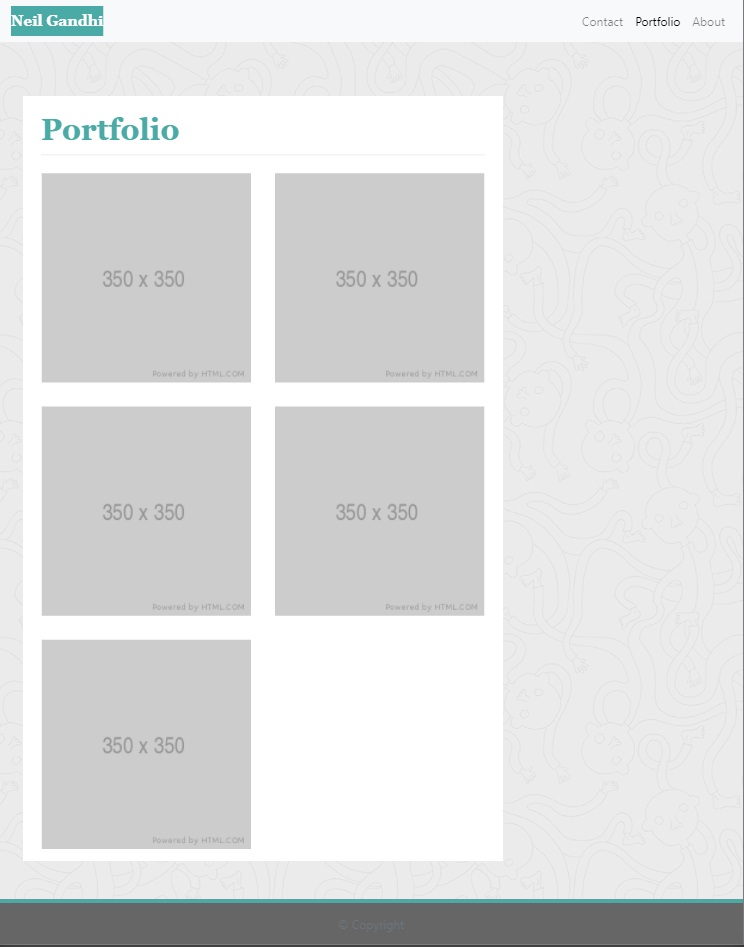 Neil Gandhi
Contact Portfolio About
Portfolio
350 x 350 350 x 350
Powered by HTML.COM Powered by HTML.COM
350 x 350 350 x 350
Powered by HTML.COM Powered by HTML.COM
350 x 350
Powered by HTML.COM
© Copyright